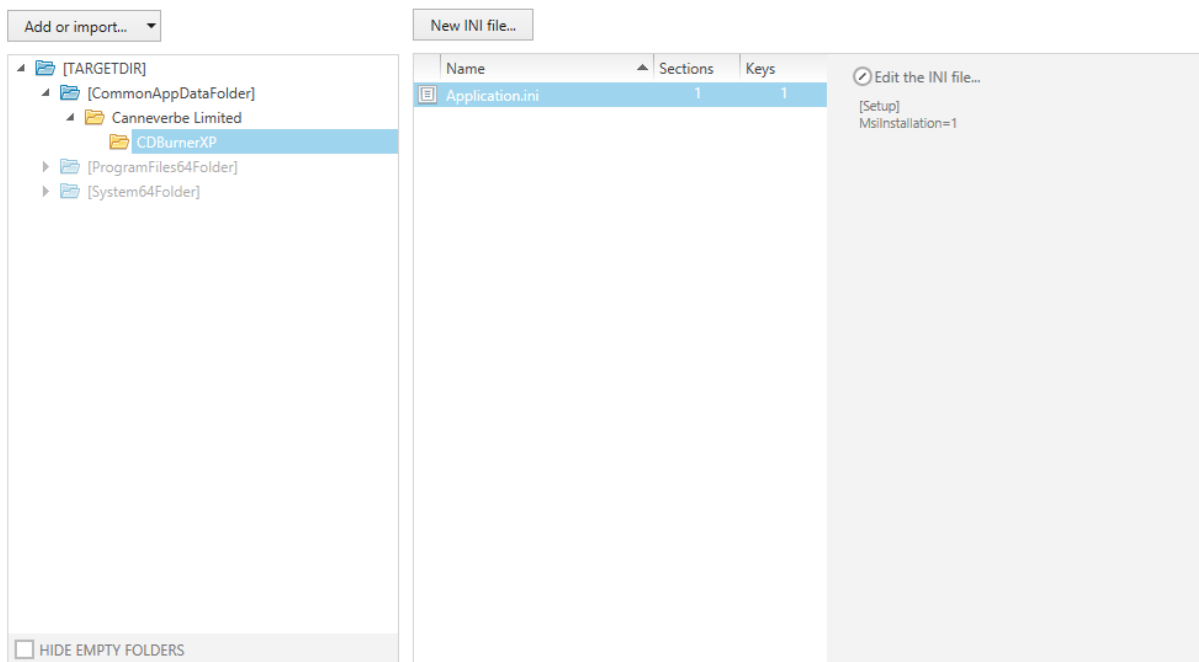 Add or import...
New INI file...
[TARGETDIR]
[CommonAppDataFolder]
Canneverbe Limited
CDBurnerXP
[ProgramFiles64Folder]
[System64Folder]
HIDE EMPTY FOLDERS
Name Sections Keys
Application.ini 1 1
Edit the INI file...
[Setup]
MsiInstallation=1